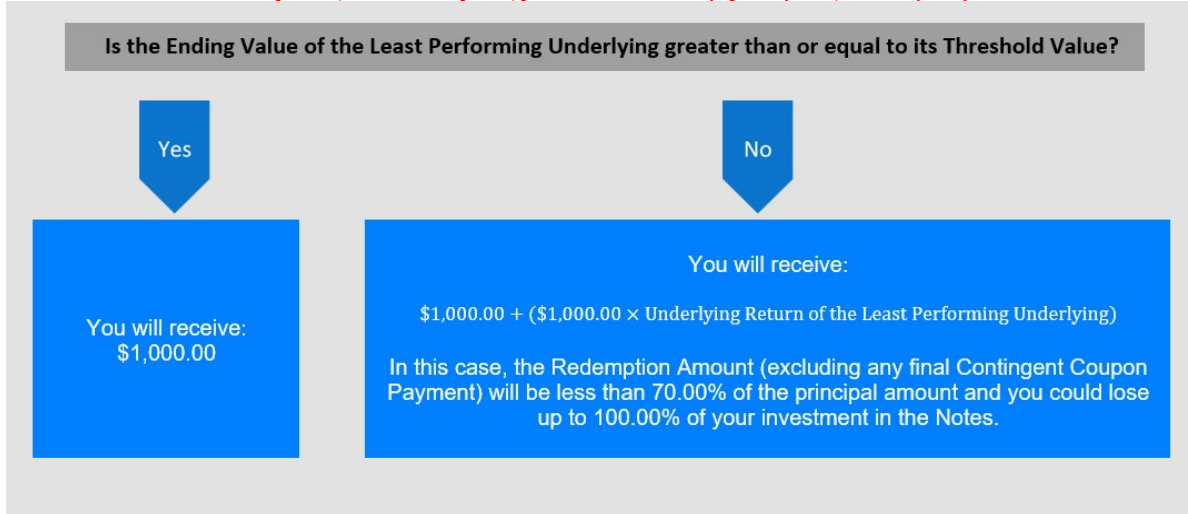 Is the Ending Value of the Least Performing Underlying greater than or equal to its Threshold Value?
Yes
No
You will receive:
$1,000.00
You will receive:
$1,000.00 + ($1,000.00 × Underlying Return of the Least Performing Underlying)
In this case, the Redemption Amount (excluding any final Contingent Coupon
Payment) will be less than 70.00% of the principal amount and you could lose
up to 100.00% of your investment in the Notes.